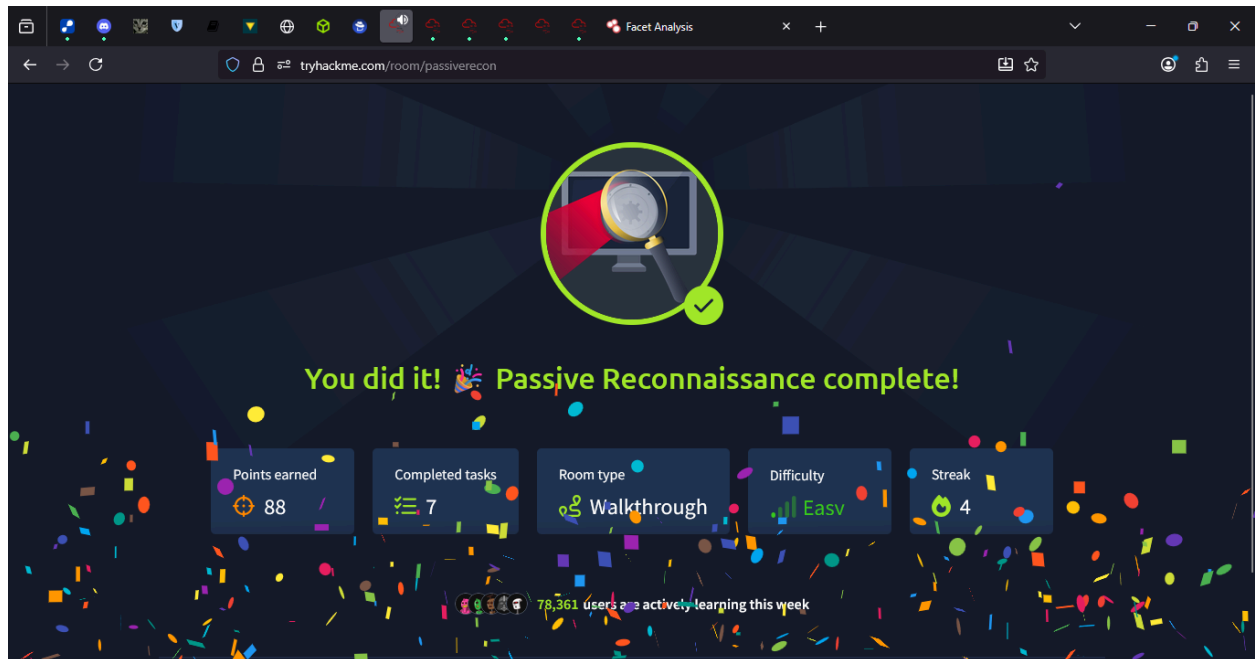 Facet Analysis
tryhackme.com/room/passiverecon
You did it! 🎉 Passive Reconnaissance complete!
Points earned
88
Completed tasks
7
Room type
Walkthrough
Difficulty
Easy
Streak
4
78,361 users are actively learning this week